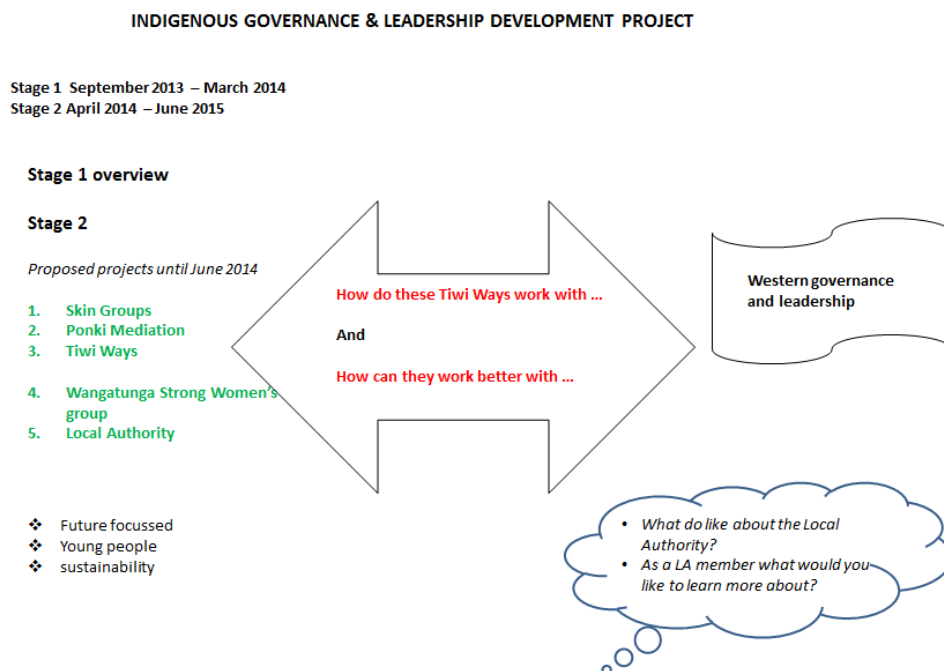 INDIGENOUS GOVERNANCE & LEADERSHIP DEVELOPMENT PROJECT
Stage 1 September 2013 – March 2014
Stage 2 April 2014 – June 2015
Stage 1 overview
Stage 2
Proposed projects until June 2014
1. Skin Groups
2. Ponki Mediation
3. Tiwi Ways
4. Wangatunga Strong Women's
group
5. Local Authority
❖ Future focussed
❖ Young people
❖ sustainability
How do these Tiwi Ways work with ...
And
How can they work better with ...
Western governance
and leadership
• What do like about the Local
Authority?
• As a LA member what would you
like to learn more about?